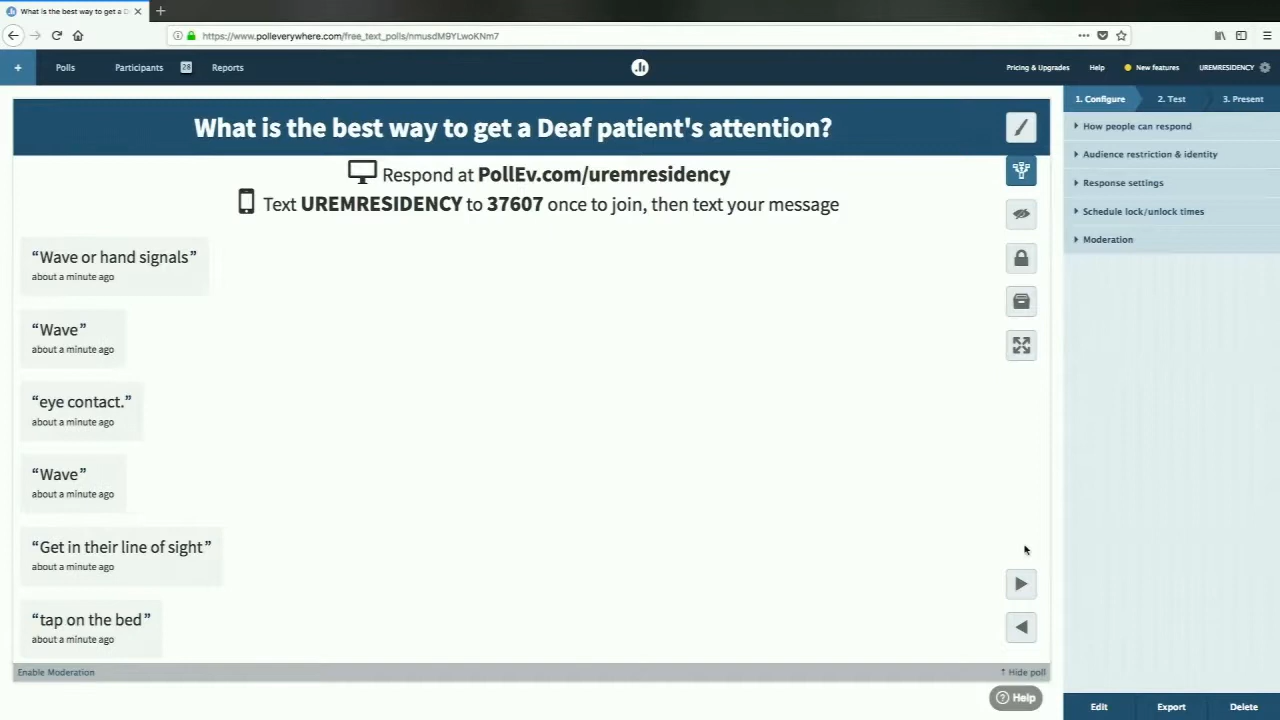 What is the best way to get a D
https://www.polleverywhere.com/free_text_polls/nmusdM9YLwoKNm7
Polls
Participants
28
Reports
Pricing & Upgrades
Help
New features
UREMRESIDENCY
What is the best way to get a Deaf patient's attention?
Respond at PollEv.com/uremresidency
Text UREMRESIDENCY to 37607 once to join, then text your message
“Wave or hand signals”
about a minute ago
“Wave”
about a minute ago
“eye contact.”
about a minute ago
“Wave”
about a minute ago
“Get in their line of sight”
about a minute ago
“tap on the bed”
about a minute ago
Enable Moderation
↑ Hide poll
Help
1. Configure
2. Test
3. Present
How people can respond
Audience restriction & identity
Response settings
Schedule lock/unlock times
Moderation
Edit
Export
Delete